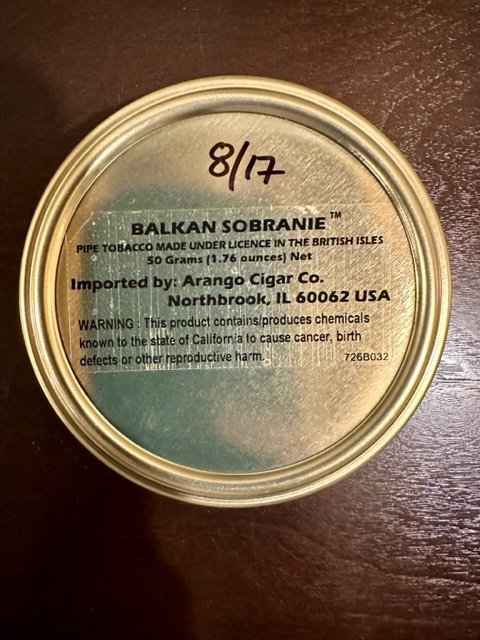 8/17
BALKAN SOBRANIE™
PIPE TOBACCO MADE UNDER LICENCE IN THE BRITISH ISLES
50 Grams (1.76 ounces) Net
Imported by: Arango Cigar Co.
Northbrook, IL 60062 USA
WARNING : This product contains/produces chemicals
known to the state of California to cause cancer, birth
defects or other reproductive harm.
726B032